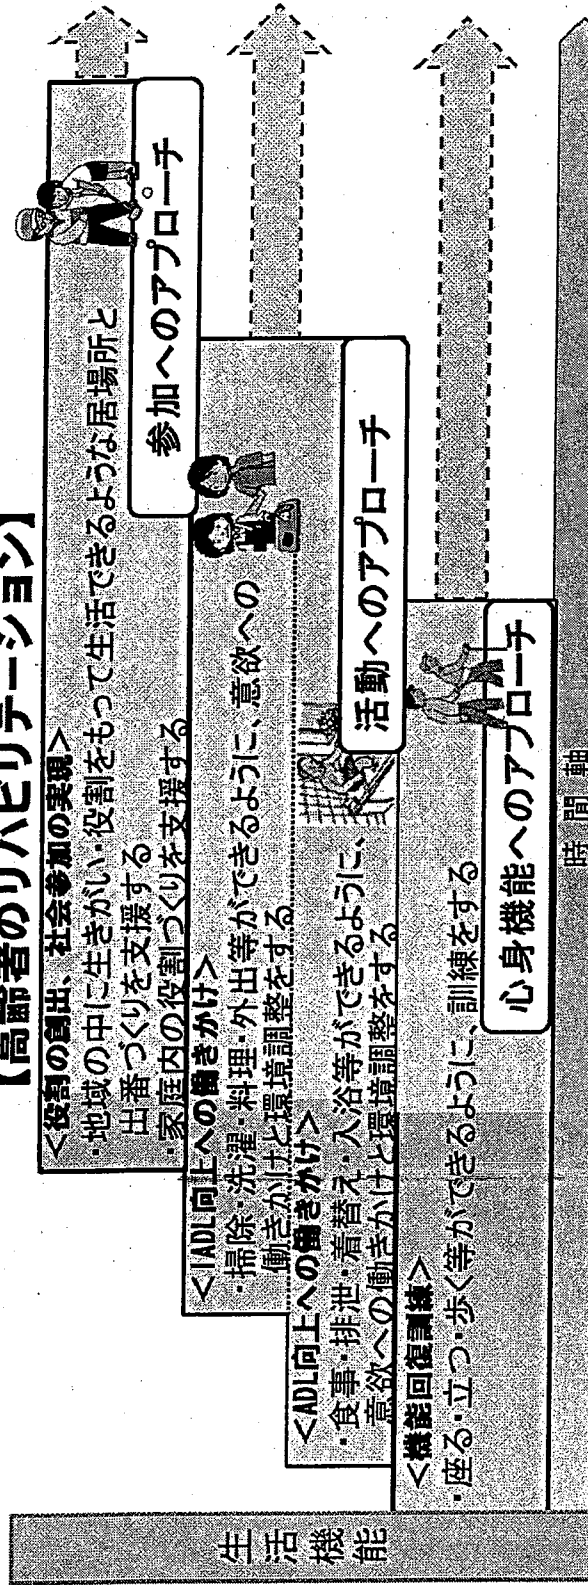 【高齢者のリハビリテーション】
<役割の創出、社会参加の実現>
・地域の中に生きがい・役割をもって生活できるような居場所と
出番づくりを支援する
・家庭内の役割づくりを支援する
参加へのアプローチ
<IADL向上への働きかけ>
・掃除・洗濯・料理・外出等ができるように、意欲への
働きかけと環境調整をする
<ADL向上への働きかけ>
・食事・排泄・着替え・入浴等ができるように、
意欲への働きかけと環境調整をする
活動へのアプローチ
<機能回復訓練>
・座る・立つ・歩く等ができるように、訓練をする
心身機能へのアプローチ
生活機能
時間軸